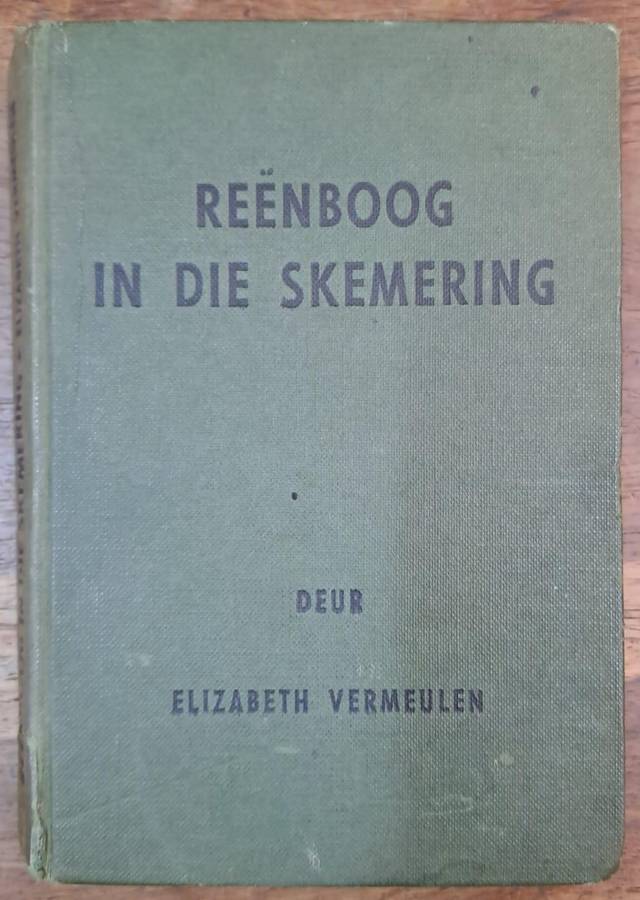 REËNBOOG
IN DIE SKEMERING
DEUR
ELIZABETH VERMEULEN